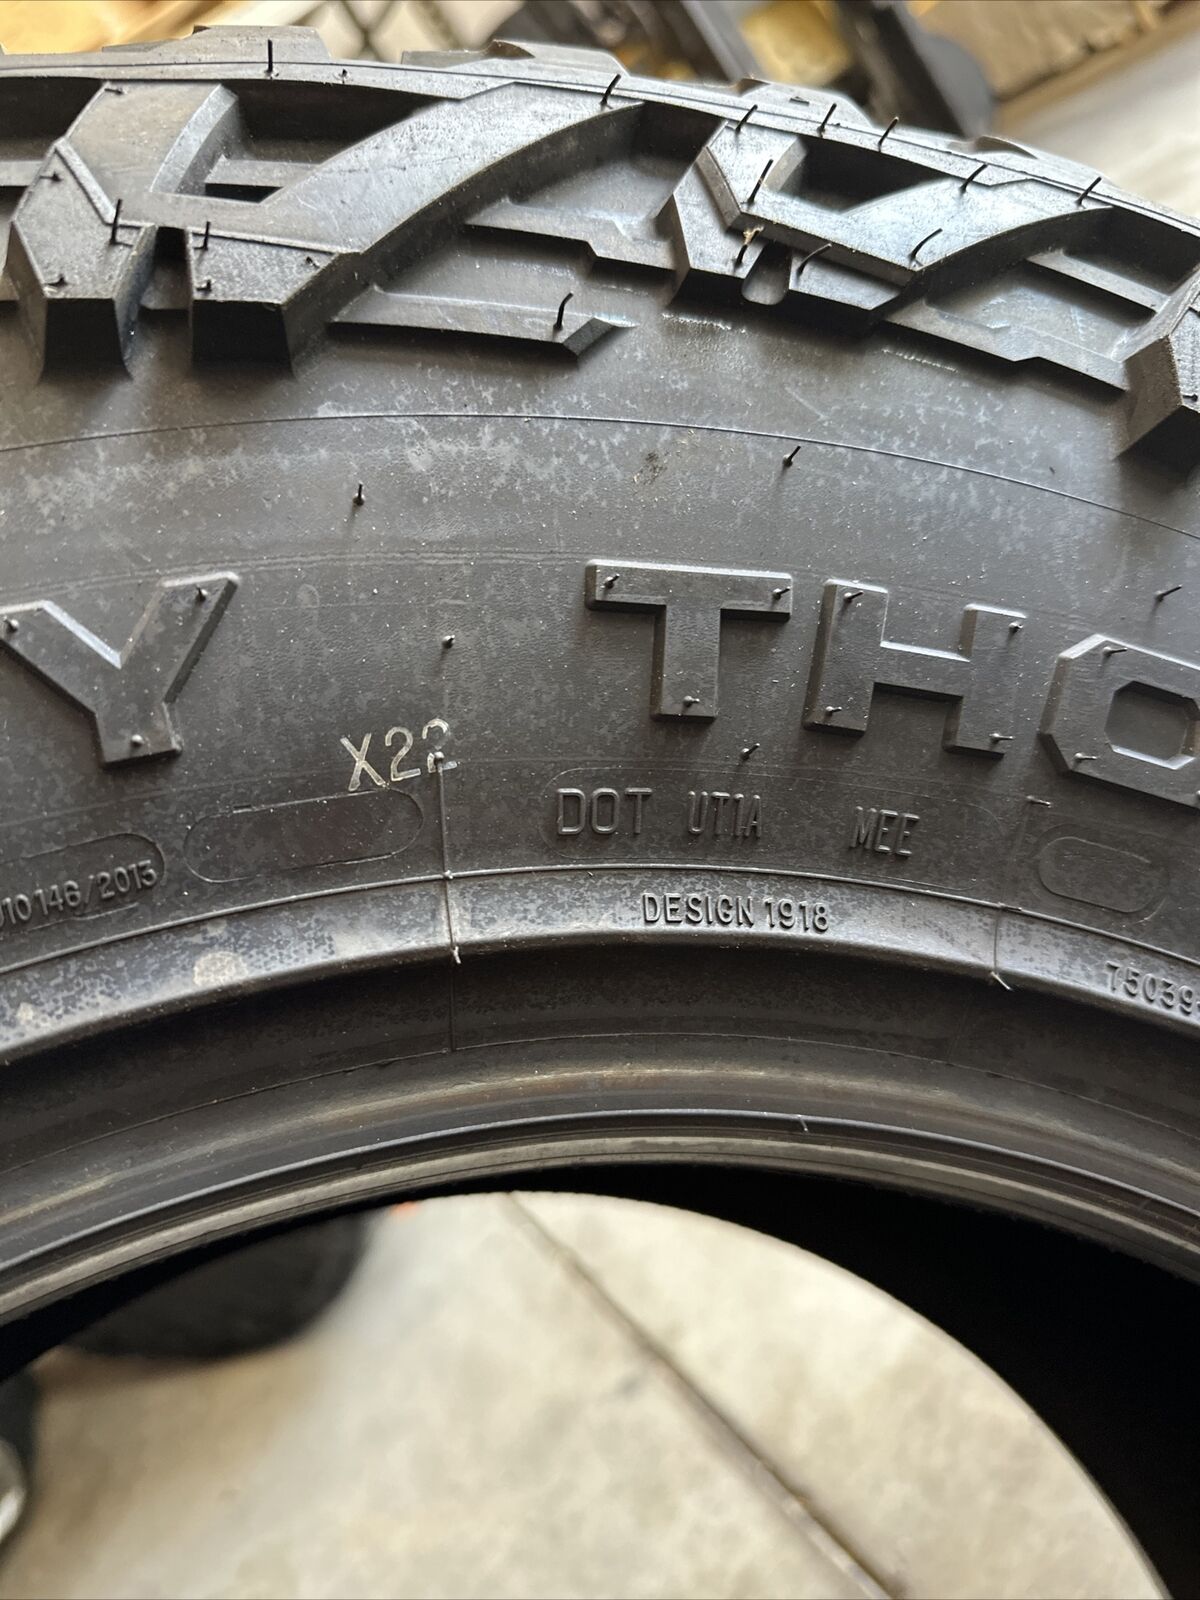 Y THO
X22
DOT UT1A MEE
10146/2013
DESIGN 1918
75039